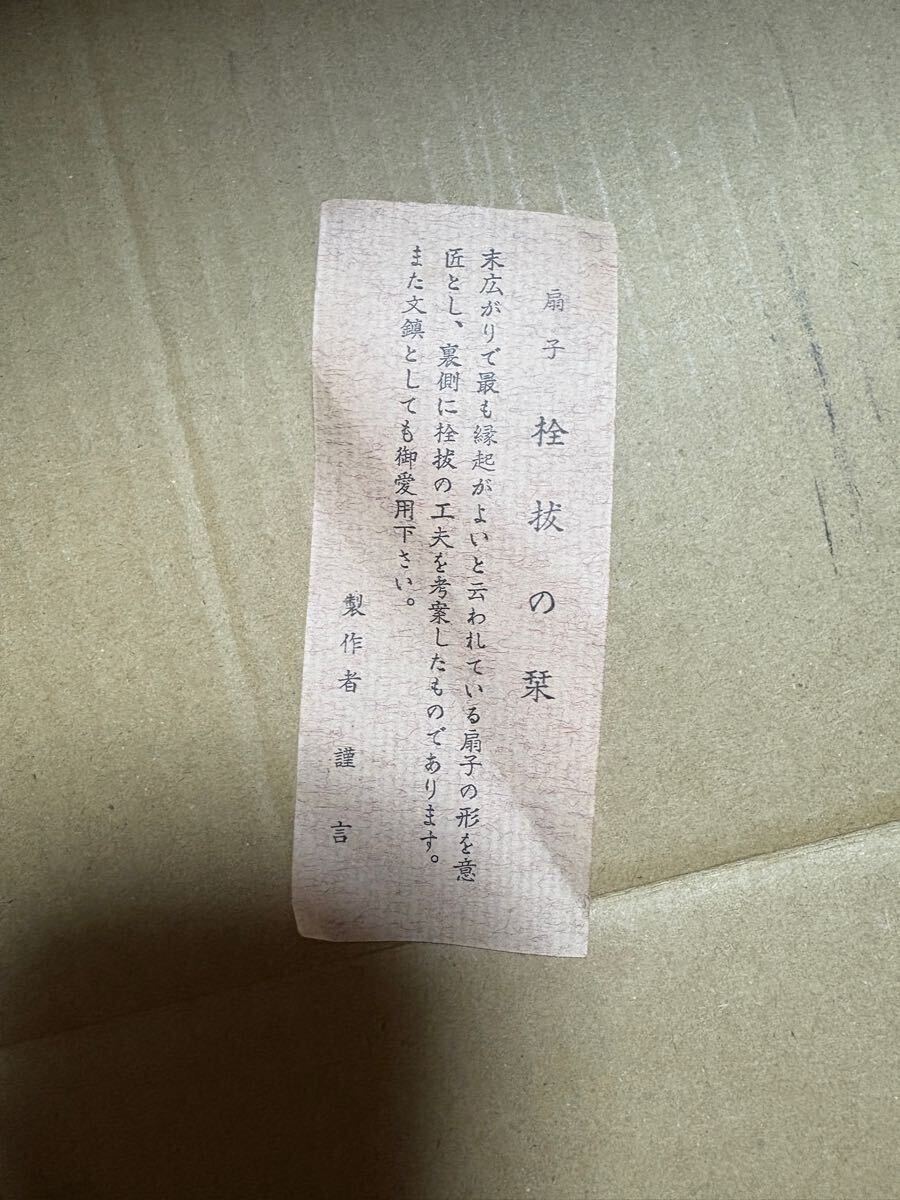 扇子 栓抜の栞
末広がりで最も縁起がよいと云われている扇子の形を意
匠とし、裏側に栓抜の工夫を考案したものであります。
また文鎮としても御愛用下さい。
製作者 謹言